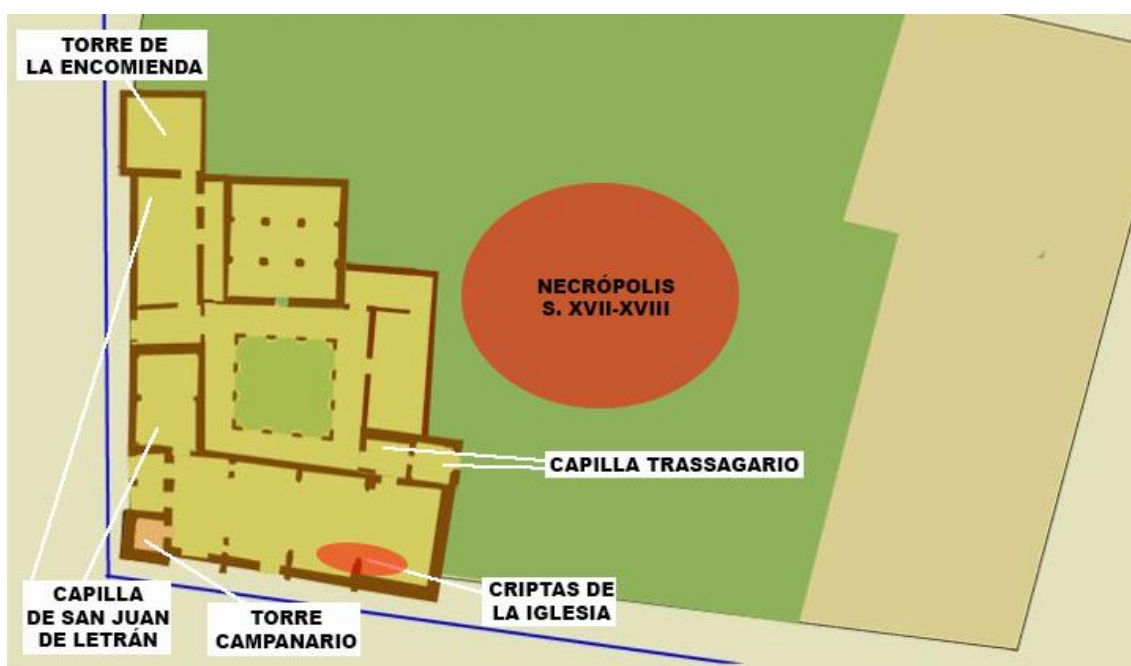 TORRE DE
LA ENCOMIENDA
NECRÓPOLIS
S. XVII-XVIII
CAPILLA TRASSAGARIO
CAPILLA
DE SAN JUAN
DE LETRÁN
TORRE
CAMPANARIO
CRIPTAS DE
LA IGLESIA